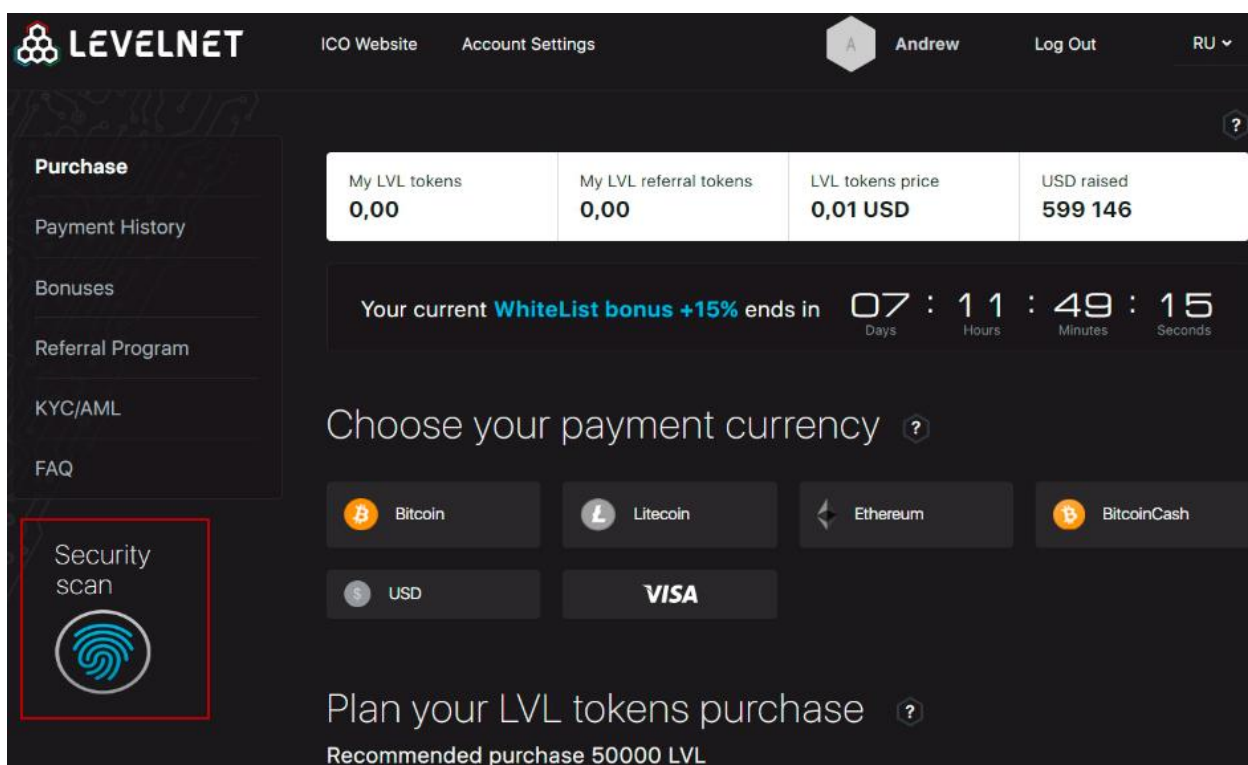 LEVELNET
ICO Website
Account Settings
A
Andrew
Log Out
RU
?
Purchase
Payment History
Bonuses
Referral Program
KYC/AML
FAQ
Security
scan
My LVL tokens
0,00
My LVL referral tokens
0,00
LVL tokens price
0,01 USD
USD raised
599 146
Your current WhiteList bonus +15% ends in
07 : 11 : 49 : 15
Days Hours Minutes Seconds
Choose your payment currency ?
Bitcoin
Litecoin
Ethereum
BitcoinCash
USD
VISA
Plan your LVL tokens purchase ?
Recommended purchase 50000 LVL